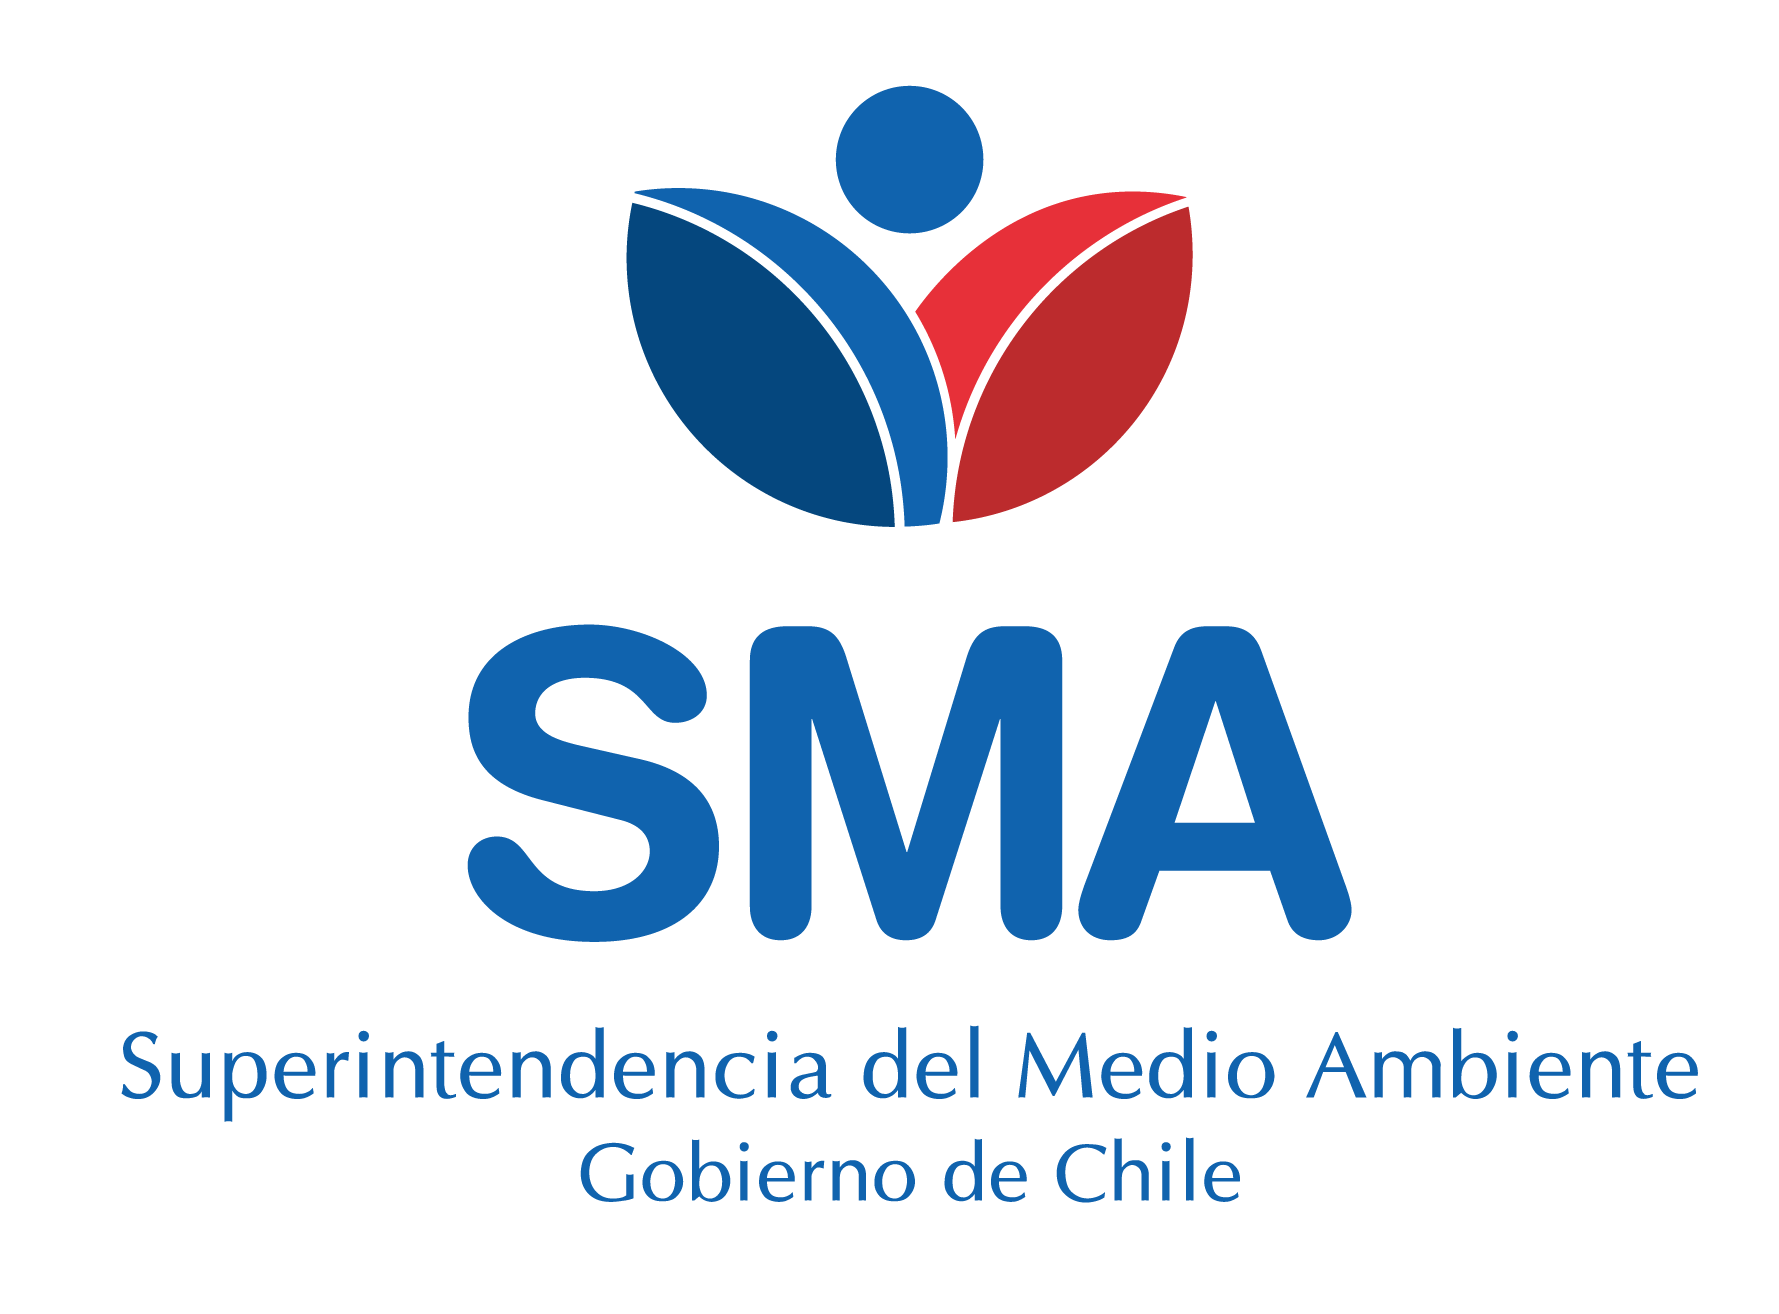 SMA
Superintendencia del Medio Ambiente
Gobierno de Chile